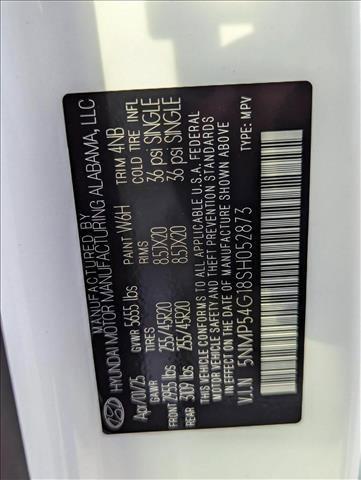 MANUFACTURED BY
HYUNDAI MOTOR MANUFACTURING ALABAMA, LLC
Apr/01/25 GVWR 5655 lbs PAINT W6H TRIM 4NB
GAWR TIRES RIMS COLD TIRE INFL
FRONT 2955 lbs 255/45R20 8.5JX20 36 psi SINGLE
REAR 3109 lbs 255/45R20 8.5JX20 36 psi SINGLE
THIS VEHICLE CONFORMS TO ALL APPLICABLE U.S.A. FEDERAL
MOTOR VEHICLE SAFETY AND THEFT PREVENTION STANDARDS
IN EFFECT ON THE DATE OF MANUFACTURE SHOWN ABOVE
V.I.N 5NMP54G18SH052873 TYPE: MPV